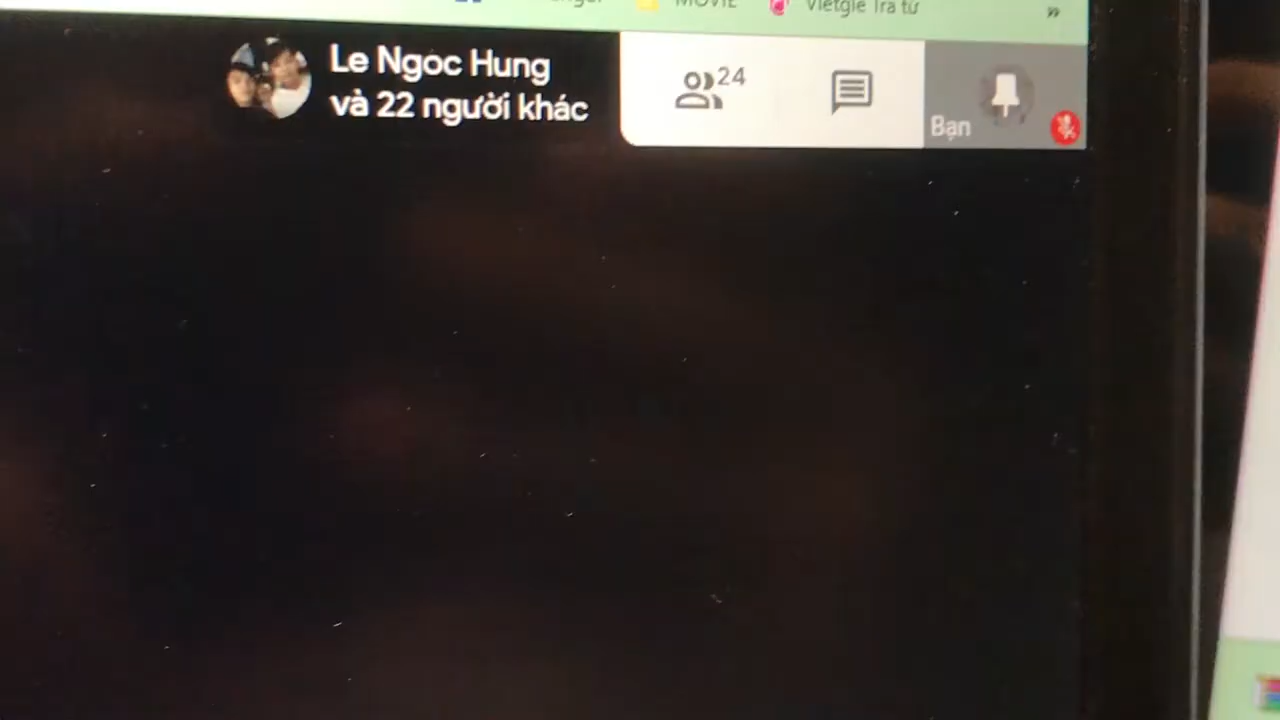 MOVIE
Vietgle Tra từ
»
Le Ngoc Hung
và 22 người khác
24
Bạn